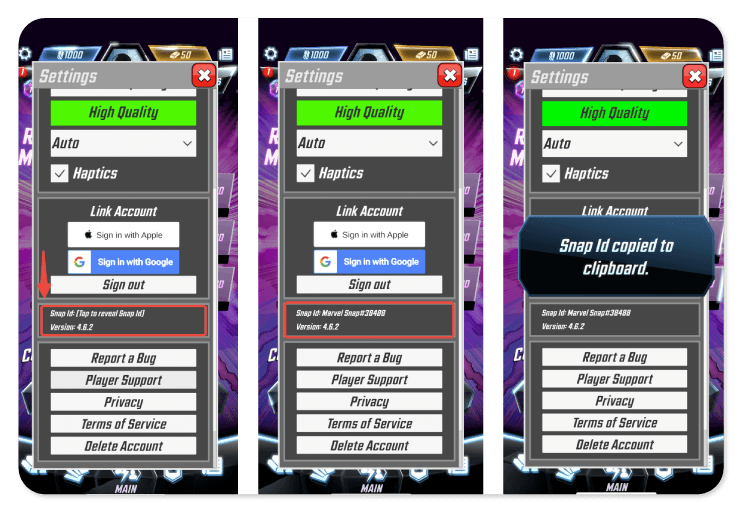 1000
50
Settings
High Quality
Auto
Haptics
Link Account
Sign in with Apple
Sign in with Google
Sign out
Snap Id: [Tap to reveal Snap Id]
Version: 4.6.2
Report a Bug
Player Support
Privacy
Terms of Service
Delete Account
MAIN
1000
50
Settings
High Quality
Auto
Haptics
Link Account
Sign in with Apple
Sign in with Google
Sign out
Snap Id: Marvel Snap#38488
Version: 4.6.2
Report a Bug
Player Support
Privacy
Terms of Service
Delete Account
MAIN
1000
50
Settings
High Quality
Auto
Haptics
Link Account
Snap Id copied to
clipboard.
Snap Id: Marvel Snap#38488
Version: 4.6.2
Report a Bug
Player Support
Privacy
Terms of Service
Delete Account
MAIN